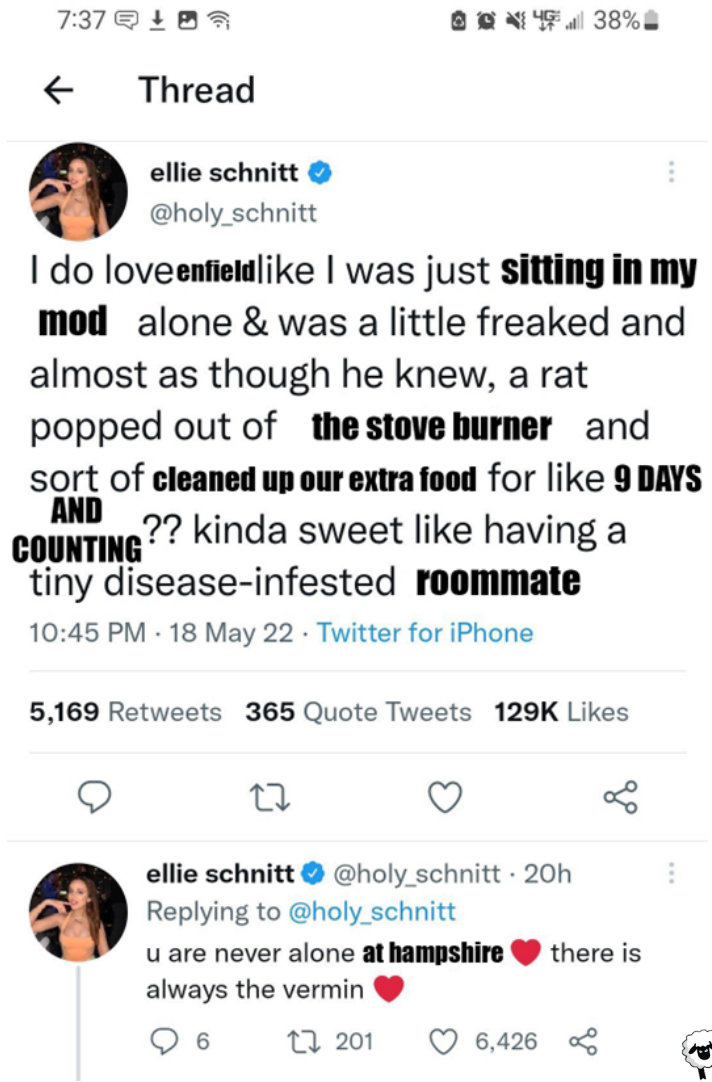 7:37 4G 38%
Thread
ellie schnitt
@holy_schnitt
I do love enfield like I was just sitting in my
mod alone & was a little freaked and
almost as though he knew, a rat
popped out of the stove burner and
sort of cleaned up our extra food for like 9 DAYS
AND
COUNTING ?? kinda sweet like having a
tiny disease-infested roommate
10:45 PM · 18 May 22 · Twitter for iPhone
5,169 Retweets 365 Quote Tweets 129K Likes
ellie schnitt @holy_schnitt · 20h
Replying to @holy_schnitt
u are never alone at hampshire ❤️ there is
always the vermin ❤️
6 201 6,426